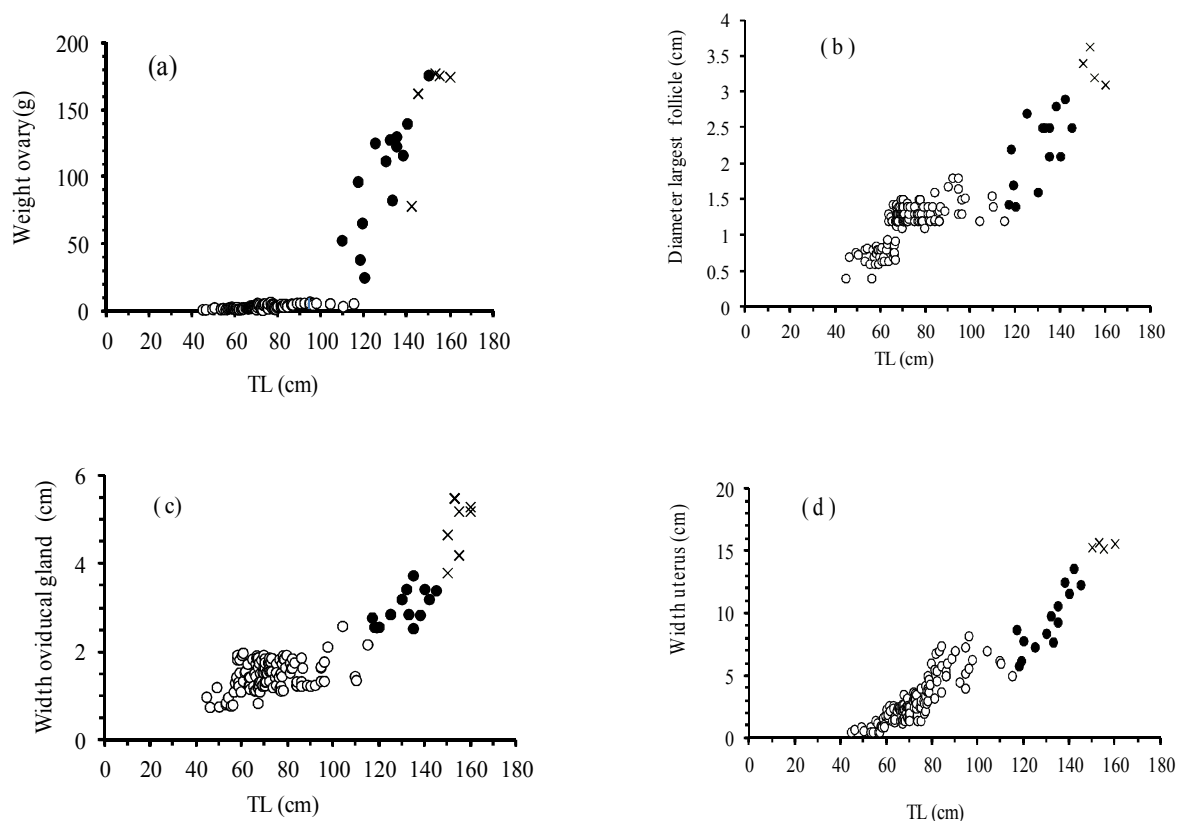 (a)
Weight ovary (g)
200
150
100
50
0
0 20 40 60 80 100 120 140 160 180
TL (cm)
(b)
Diameter largest follicle (cm)
4
3.5
3
2.5
2
1.5
1
0.5
0
0 20 40 60 80 100 120 140 160 180
TL (cm)
(c)
Width oviducal gland (cm)
6
4
2
0
0 20 40 60 80 100 120 140 160 180
TL (cm)
(d)
Width uterus (cm)
20
15
10
5
0
0 20 40 60 80 100 120 140 160 180
TL (cm)